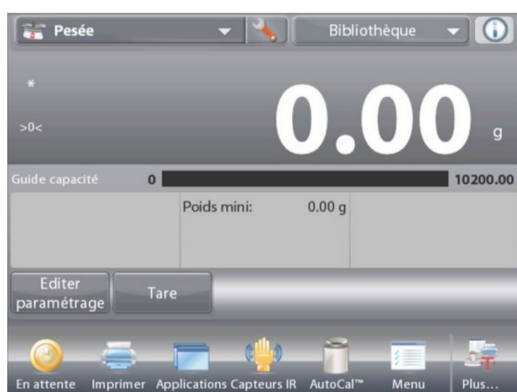 Pesée Bibliothèque
*
>0<
0.00 g
Guide capacité 0 10200.00
Poids mini: 0.00 g
Editer paramétrage
Tare
En attente Imprimer Applications Capteurs IR AutoCal™ Menu Plus...